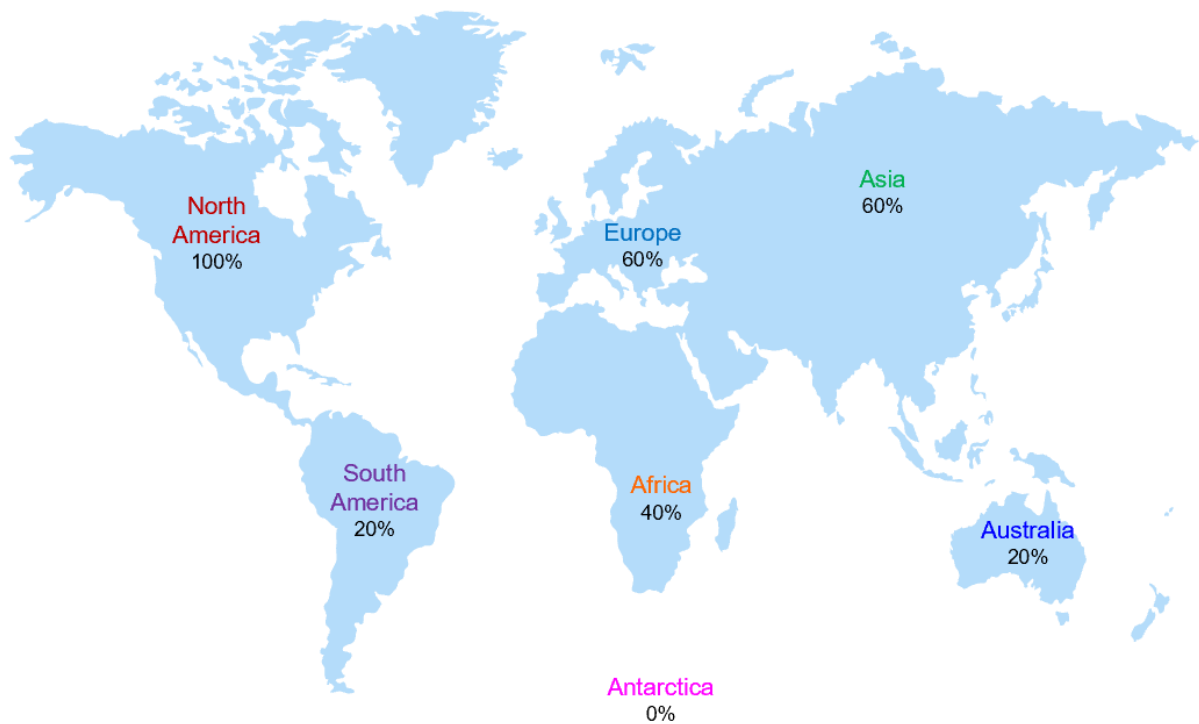 North
America
100%
Europe
60%
Asia
60%
South
America
20%
Africa
40%
Australia
20%
Antarctica
0%